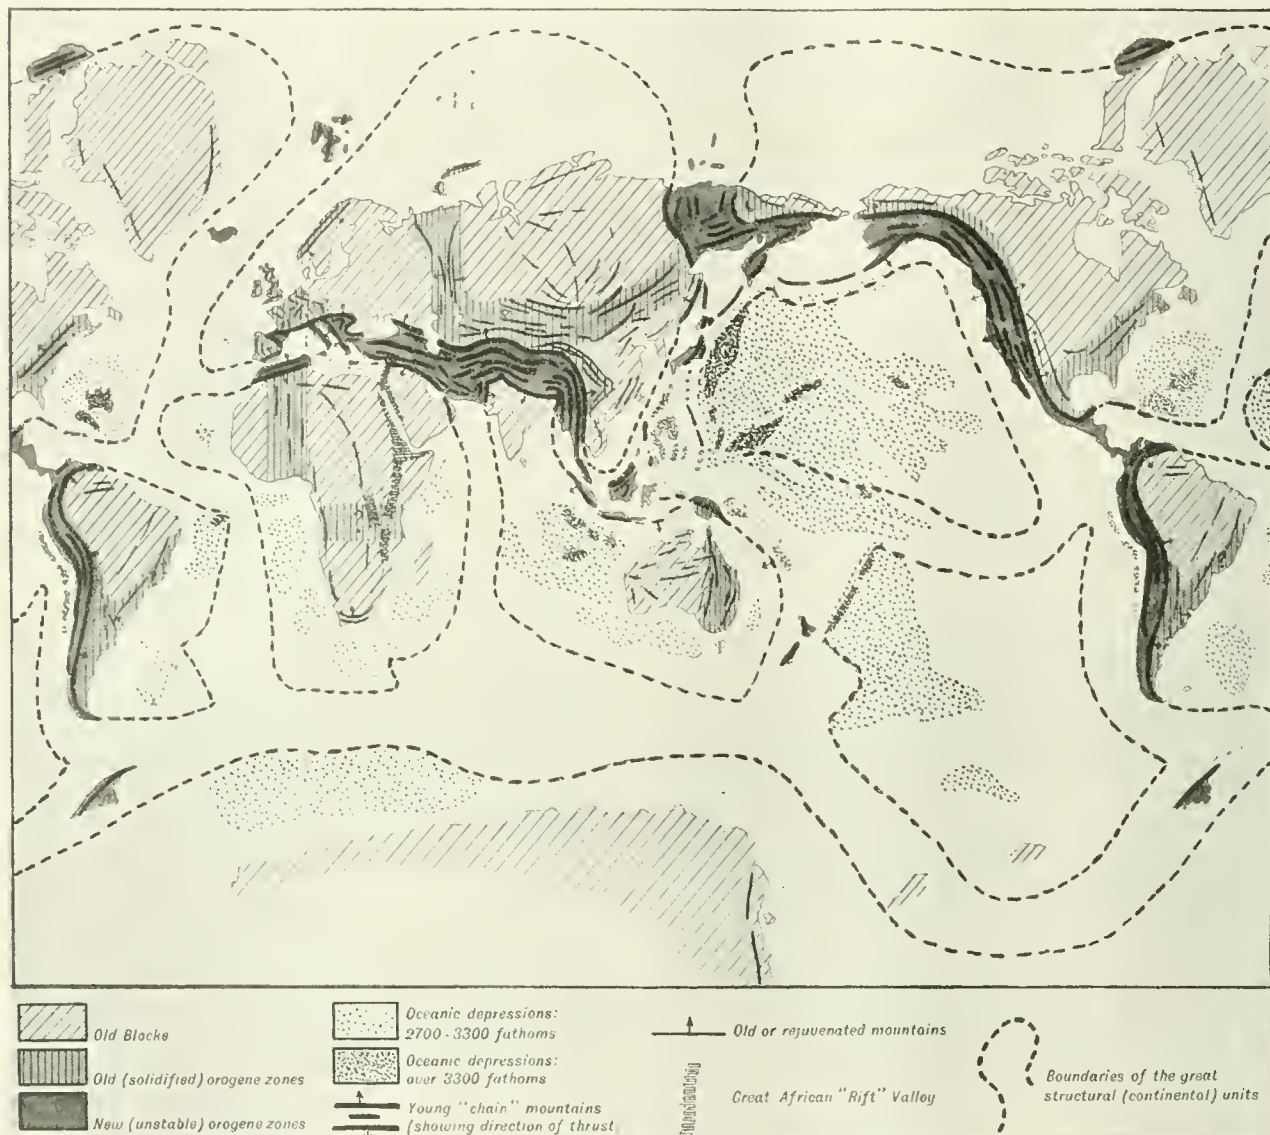 Old Blocks
Old (solidified) orogene zones
New (unstable) orogene zones
Oceanic depressions:
2700 - 3300 fathoms
Oceanic depressions:
over 3300 fathoms
Young "chain" mountains
(showing direction of thrust
Old or rejuvenated mountains
Great African "Rift" Valley
Boundaries of the great
structural (continental) units